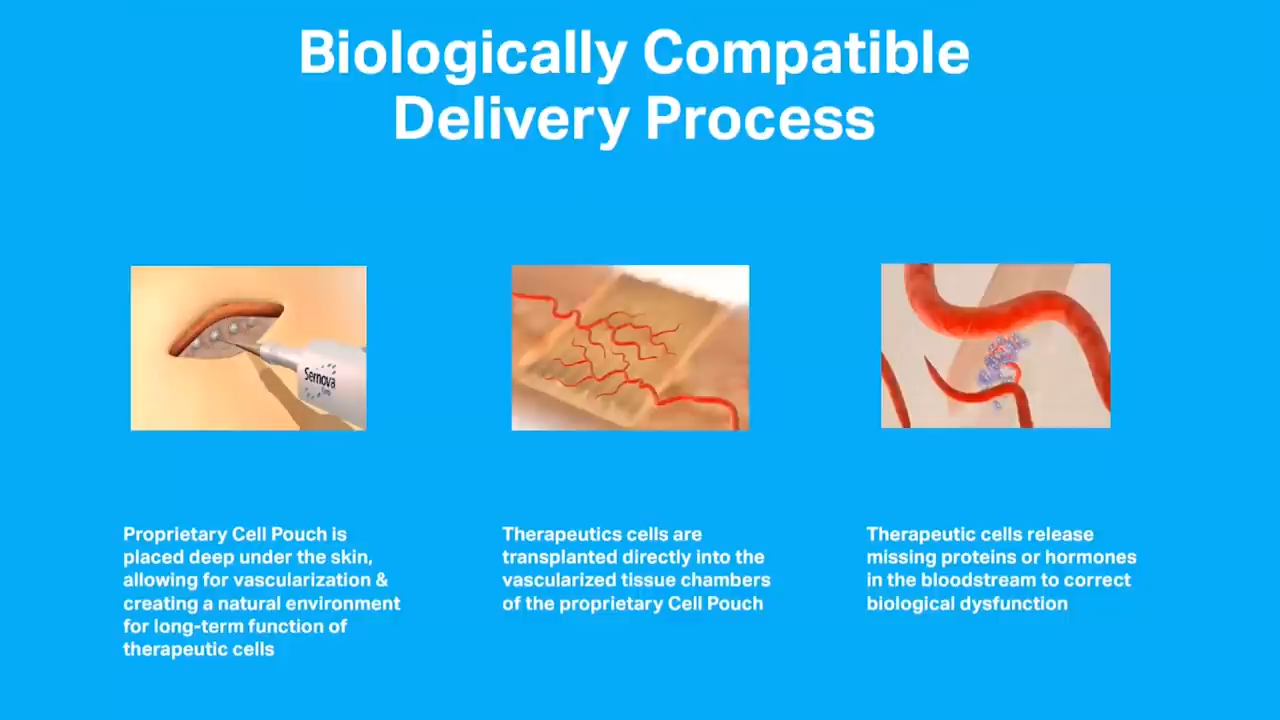 Biologically Compatible
Delivery Process
Sernova
Proprietary Cell Pouch is
placed deep under the skin,
allowing for vascularization &
creating a natural environment
for long-term function of
therapeutic cells
Therapeutics cells are
transplanted directly into the
vascularized tissue chambers
of the proprietary Cell Pouch
Therapeutic cells release
missing proteins or hormones
in the bloodstream to correct
biological dysfunction